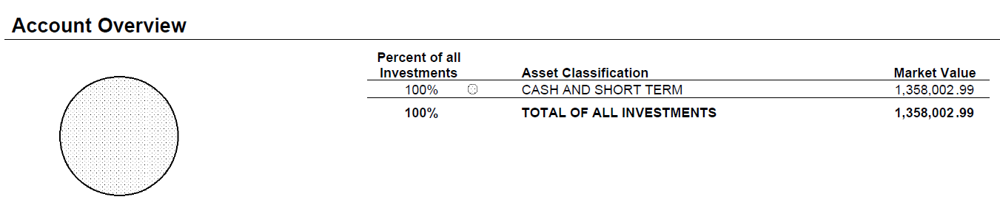 Account Overview
Percent of all
Investments Asset Classification Market Value
100% CASH AND SHORT TERM 1,358,002.99
100% TOTAL OF ALL INVESTMENTS 1,358,002.99